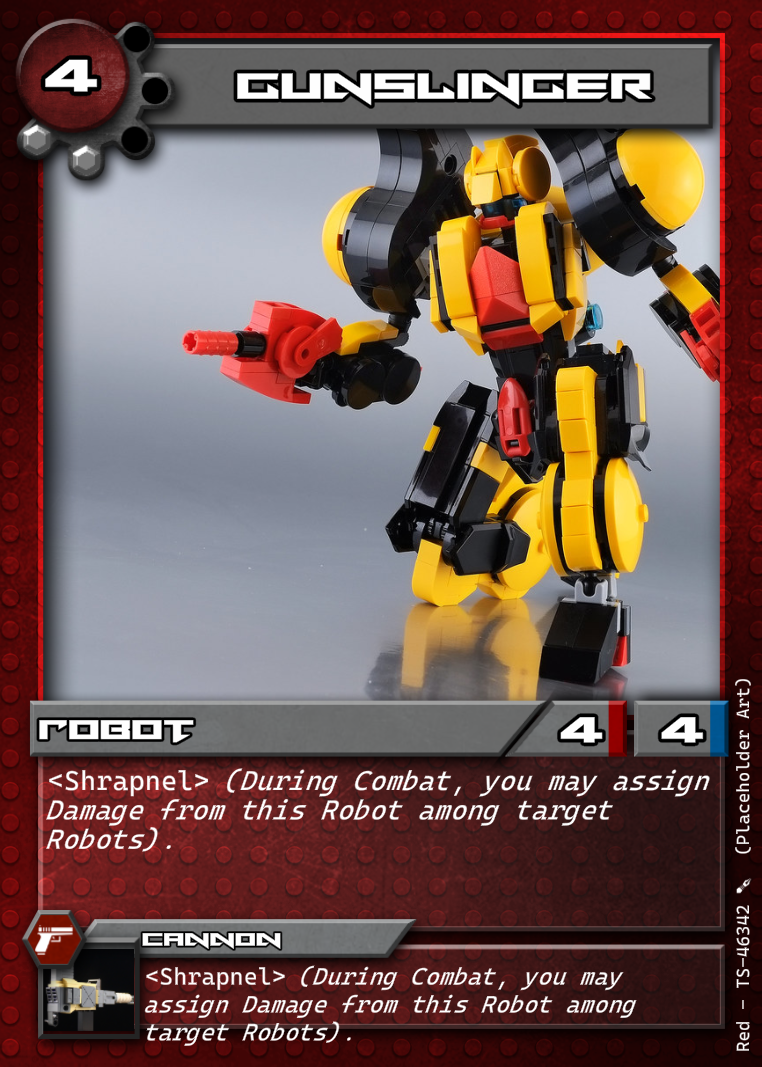 4
GUNSLINGER
ROBOT
4
4
<Shrapnel> (During Combat, you may assign
Damage from this Robot among target
Robots).
CANNON
<Shrapnel> (During Combat, you may
assign Damage from this Robot among
target Robots).
Red - TS-46342 ✒ (Placeholder Art)